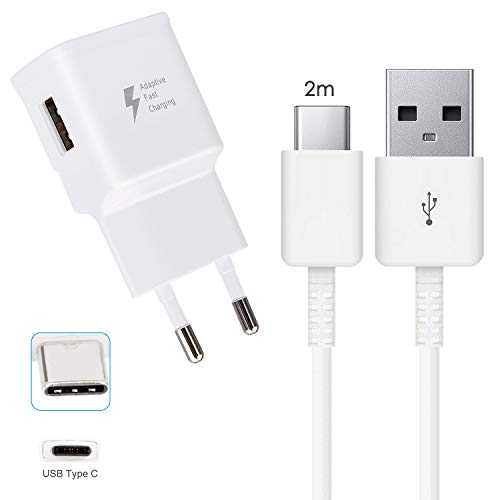 Adaptive
Fast
Charging
2m
USB Type C